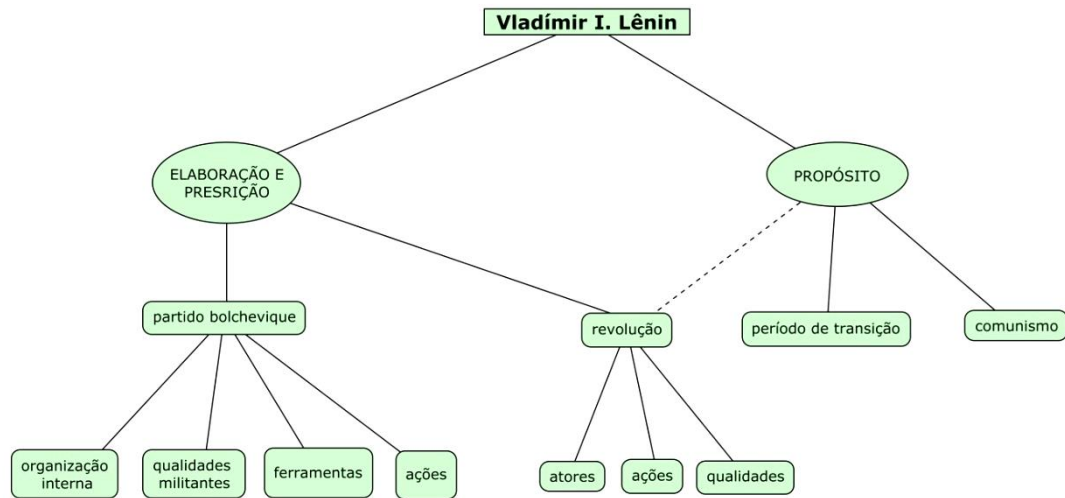 Vladímir I. Lênin
ELABORAÇÃO E
PRESRIÇÃO
PROPÓSITO
partido bolchevique
revolução
período de transição
comunismo
organização
interna
qualidades
militantes
ferramentas
ações
atores
ações
qualidades